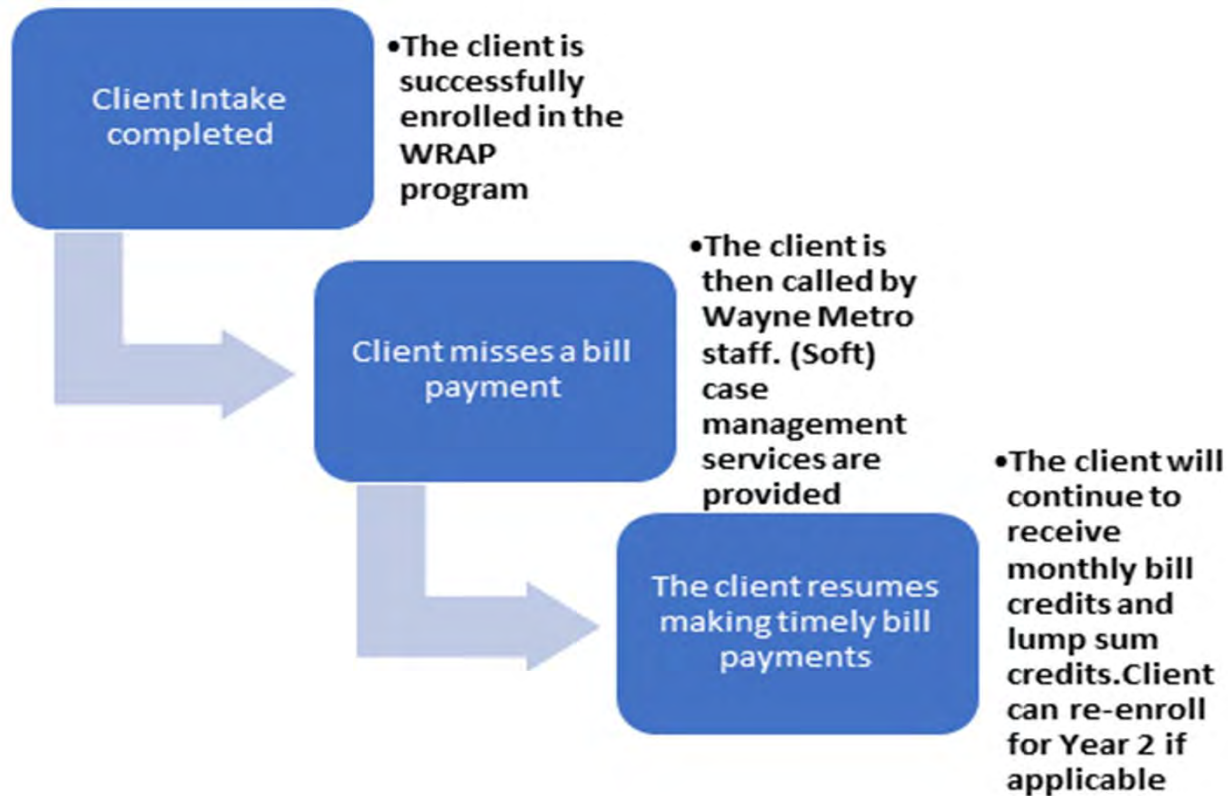 Client Intake
completed
•The client is
successfully
enrolled in the
WRAP
program
Client misses a bill
payment
•The client is
then called by
Wayne Metro
staff. (Soft)
case
management
services are
provided
The client resumes
making timely bill
payments
•The client will
continue to
receive
monthly bill
credits and
lump sum
credits.Client
can re-enroll
for Year 2 if
applicable